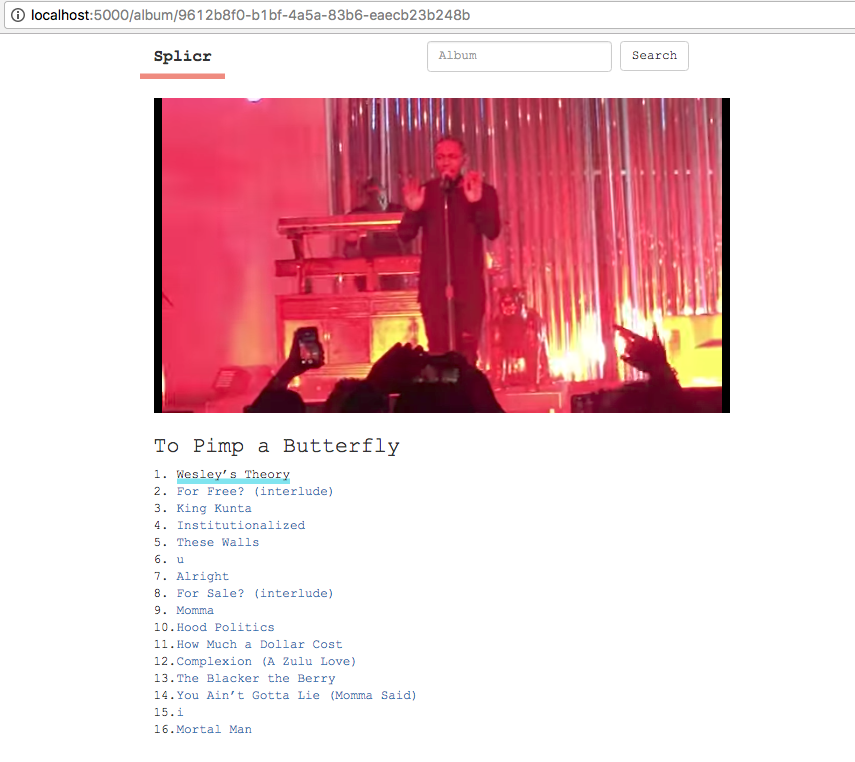 localhost:5000/album/9612b8f0-b1bf-4a5a-83b6-eaecb23b248b
Splicr
Album
Search
To Pimp a Butterfly
1. Wesley’s Theory
2. For Free? (interlude)
3. King Kunta
4. Institutionalized
5. These Walls
6. u
7. Alright
8. For Sale? (interlude)
9. Momma
10.Hood Politics
11.How Much a Dollar Cost
12.Complexion (A Zulu Love)
13.The Blacker the Berry
14.You Ain’t Gotta Lie (Momma Said)
15.i
16.Mortal Man